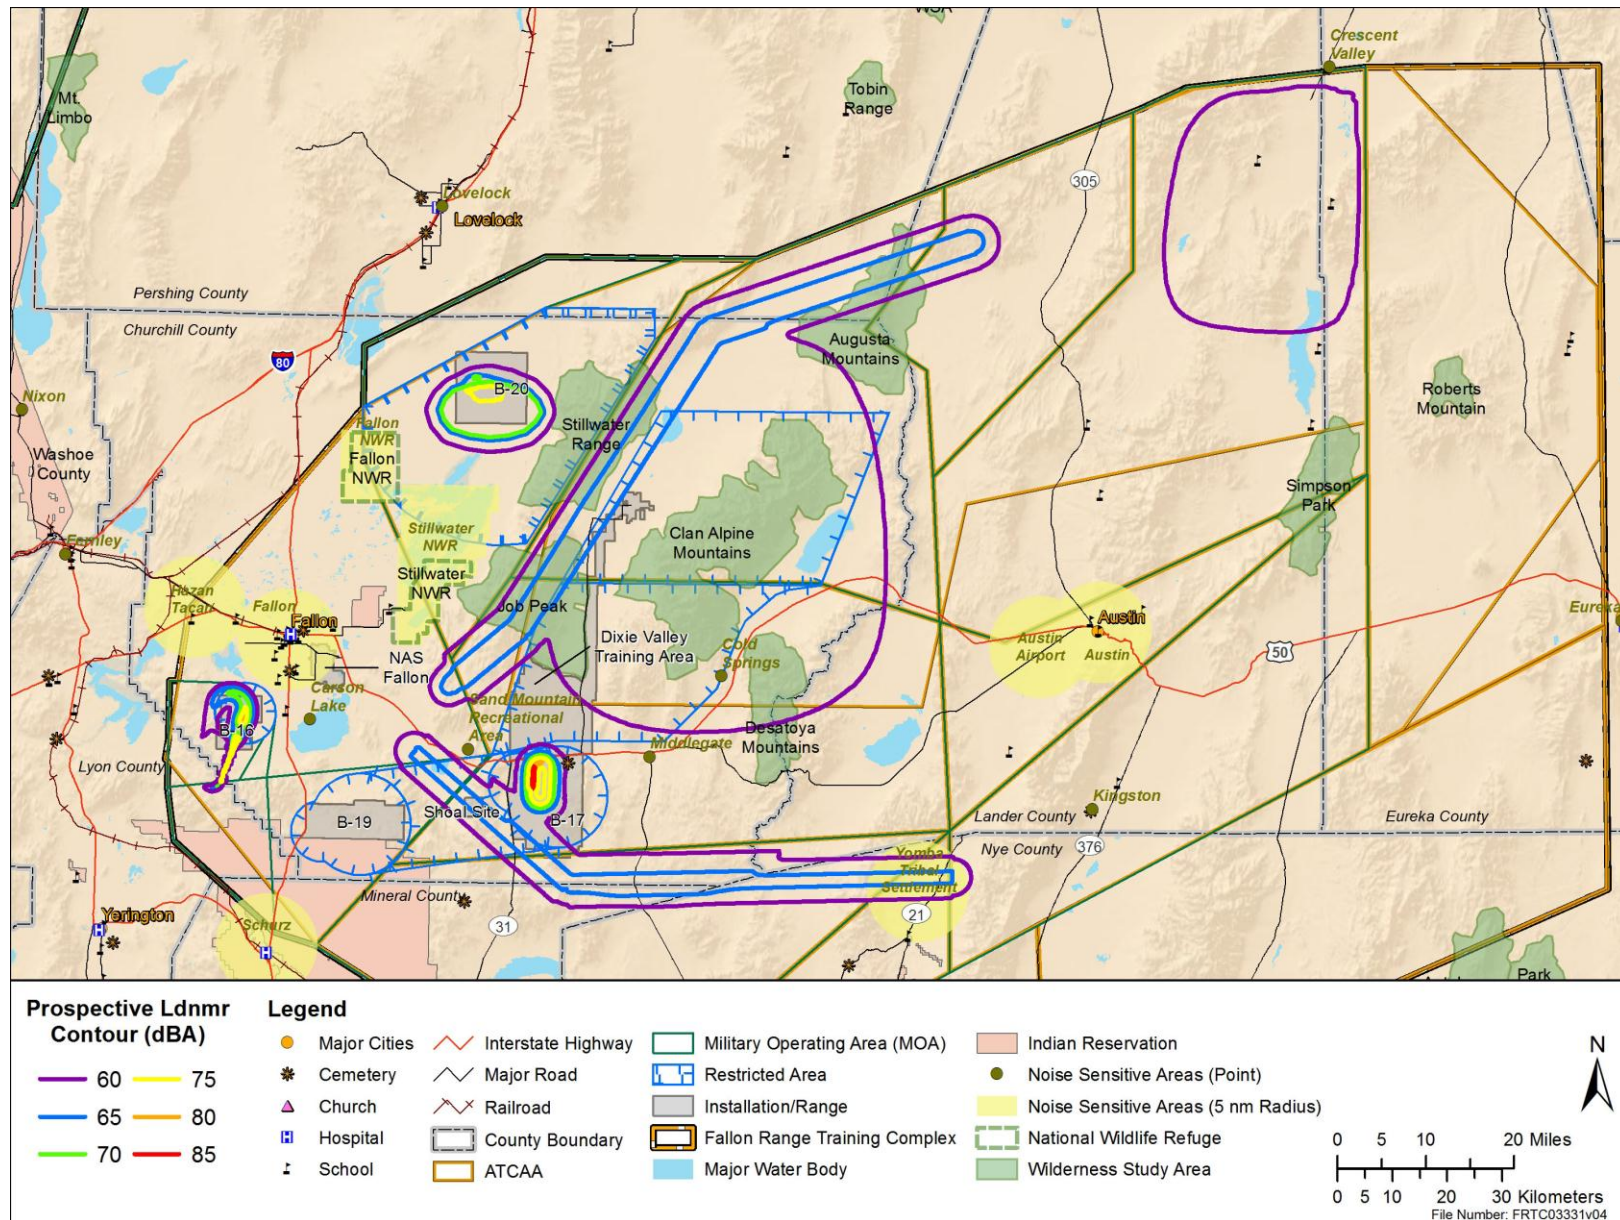 WSA
Crescent
Valley
Mt.
Limbo
Tobin
Range
305
Lovelock
Lovelock
Pershing County
Churchill County
80
Augusta
Mountains
B-20
Nixon
Roberts
Mountain
Fallon
NWR
Fallon
NWR
Stillwater
Range
Washoe
County
Simpson
Park
Stillwater
NWR
Clan Alpine
Mountains
Fernley
Stillwater
NWR
Hazen
Tacan
Fallon
Fallon
Job Peak
Austin
Eureka
Dixie Valley
Training Area
Austin
Airport
Austin
50
NAS
Fallon
Cold
Springs
Carson
Lake
Sand Mountain
Recreational
Area
B-16
Desatoya
Mountains
Middlegate
Lyon County
Kingston
Shoal Site
B-19
B-17
Lander County
Eureka County
Nye County
376
Yomba
Tribal
Settlement
Mineral County
Yerington
Schurz
31
21
Park
Prospective Ldnmr
Contour (dBA)
60
75
65
80
70
85
Legend
Major Cities
Cemetery
Church
Hospital
School
Interstate Highway
Major Road
Railroad
County Boundary
ATCAA
Military Operating Area (MOA)
Restricted Area
Installation/Range
Fallon Range Training Complex
Major Water Body
Indian Reservation
Noise Sensitive Areas (Point)
Noise Sensitive Areas (5 nm Radius)
National Wildlife Refuge
Wilderness Study Area
N
0 5 10 20 Miles
0 5 10 20 30 Kilometers
File Number: FRTC03331v04